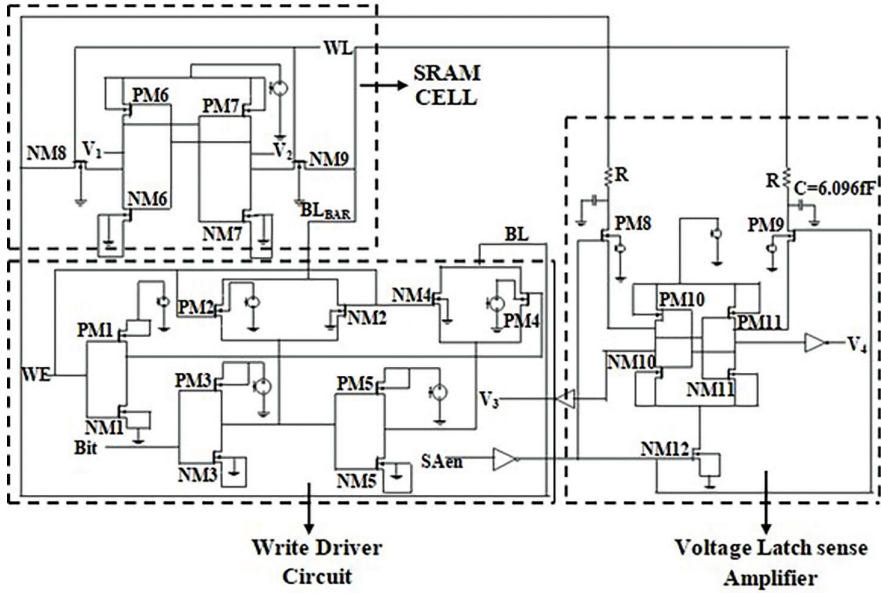 WL
SRAM
CELL
PM6
PM7
NM8
V1
V2
NM9
NM6
NM7
BLBAR
BL
R
R
C=6.096fF
PM8
PM9
PM2
NM2
NM4
PM4
PM1
PM10
PM11
WE
PM3
PM5
V3
NM10
NM11
V4
NM1
Bit
NM3
NM5
SAen
NM12
Write Driver
Circuit
Voltage Latch sense
Amplifier